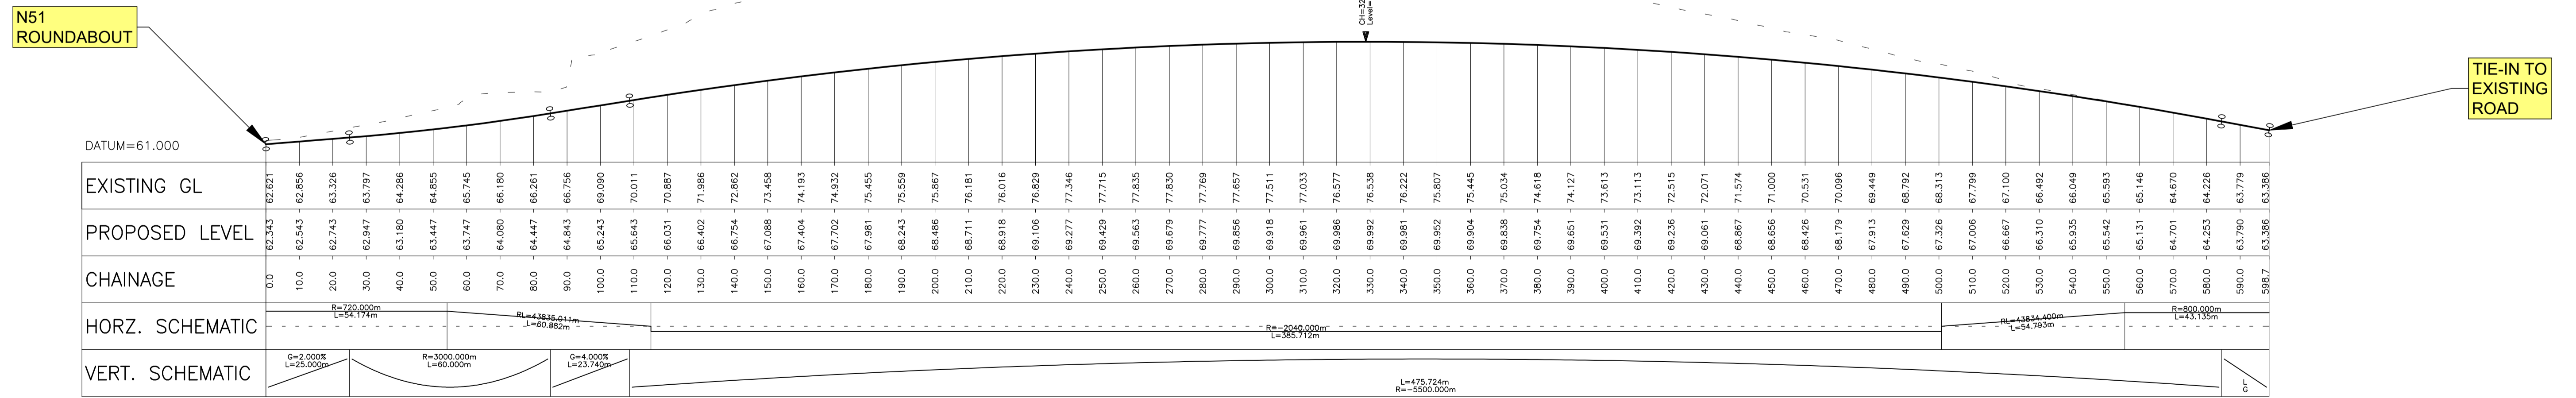 N51
ROUNDABOUT
CH=32
Level=
TIE-IN TO
EXISTING
ROAD
DATUM=61.000
EXISTING GL 62.621 62.856 63.326 63.797 64.286 64.855 65.745 66.180 66.261 66.756 69.090 70.011 70.887 71.986 72.862 73.458 74.193 74.932 75.455 75.559 75.867 76.181 76.016 76.829 77.346 77.715 77.835 77.830 77.769 77.657 77.511 77.033 76.577 76.538 76.222 75.807 75.445 75.034 74.618 74.127 73.613 73.113 72.515 72.071 71.574 71.000 70.531 70.096 69.449 68.792 68.313 67.799 67.100 66.492 66.049 65.593 65.146 64.670 64.226 63.779 63.386
PROPOSED LEVEL 62.343 62.543 62.743 62.947 63.180 63.447 63.747 64.080 64.447 64.843 65.243 65.643 66.031 66.402 66.754 67.088 67.404 67.702 67.981 68.243 68.486 68.711 68.918 69.106 69.277 69.429 69.563 69.679 69.777 69.856 69.918 69.961 69.986 69.992 69.981 69.952 69.904 69.838 69.754 69.651 69.531 69.392 69.236 69.061 68.867 68.656 68.426 68.179 67.913 67.629 67.326 67.006 66.667 66.310 65.935 65.542 65.131 64.701 64.253 63.790 63.386
CHAINAGE 0.0 10.0 20.0 30.0 40.0 50.0 60.0 70.0 80.0 90.0 100.0 110.0 120.0 130.0 140.0 150.0 160.0 170.0 180.0 190.0 200.0 210.0 220.0 230.0 240.0 250.0 260.0 270.0 280.0 290.0 300.0 310.0 320.0 330.0 340.0 350.0 360.0 370.0 380.0 390.0 400.0 410.0 420.0 430.0 440.0 450.0 460.0 470.0 480.0 490.0 500.0 510.0 520.0 530.0 540.0 550.0 560.0 570.0 580.0 590.0 598.7
HORZ. SCHEMATIC
R=720.000m
L=54.174m
RL=43835.011m
L=60.882m
R=-2040.000m
L=385.712m
RL=43834.400m
L=54.793m
R=800.000m
L=43.135m
VERT. SCHEMATIC
G=2.000%
L=25.000m
R=3000.000m
L=60.000m
G=4.000%
L=23.740m
L=475.724m
R=-5500.000m
L
G